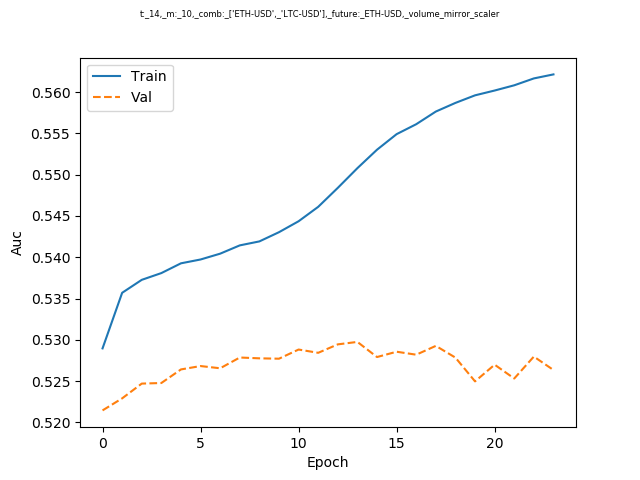 t:_14,_m:_10,_comb:_['ETH-USD',_'LTC-USD'],_future:_ETH-USD,_volume_mirror_scaler
Train
Val
0.560
0.555
0.550
0.545
0.540
0.535
0.530
0.525
0.520
Auc
0 5 10 15 20
Epoch